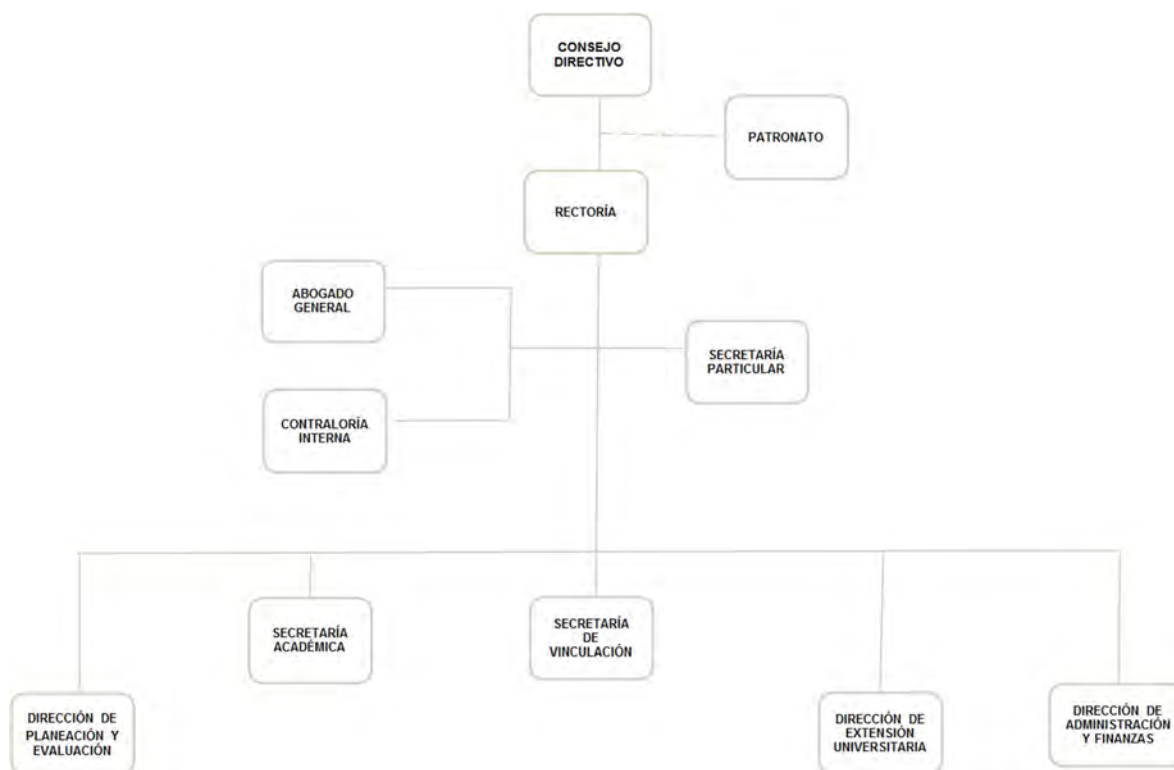 CONSEJO
DIRECTIVO
PATRONATO
RECTORÍA
ABOGADO
GENERAL
SECRETARÍA
PARTICULAR
CONTRALORÍA
INTERNA
SECRETARÍA
ACADÉMICA
SECRETARÍA
DE
VINCULACIÓN
DIRECCIÓN DE
PLANEACIÓN Y
EVALUACIÓN
DIRECCIÓN DE
EXTENSIÓN
UNIVERSITARIA
DIRECCIÓN DE
ADMINISTRACIÓN
Y FINANZAS